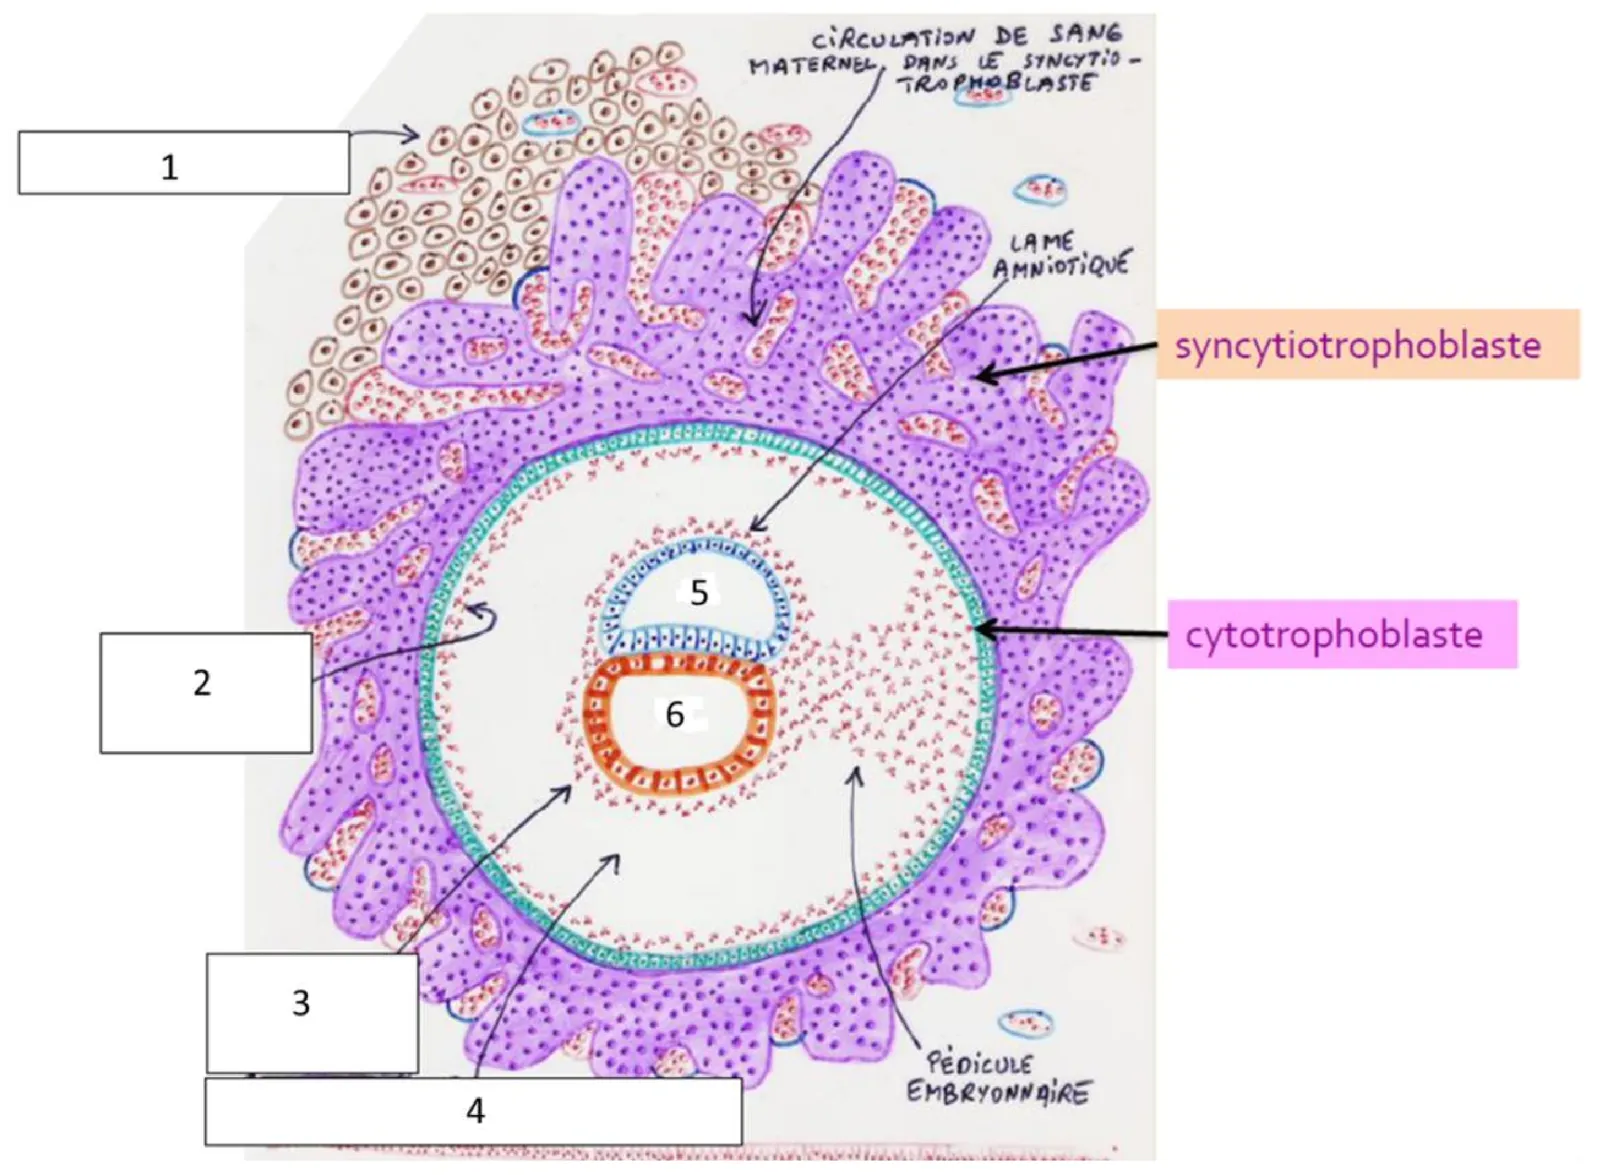 CIRCULATION DE SANG
MATERNEL DANS LE SYNCYTIO-
TROPHOBLASTE
1
LAME
AMNIOTIQUE
syncytiotrophoblaste
5
cytotrophoblaste
2
6
3
PÉDICULE
EMBRYONNAIRE
4